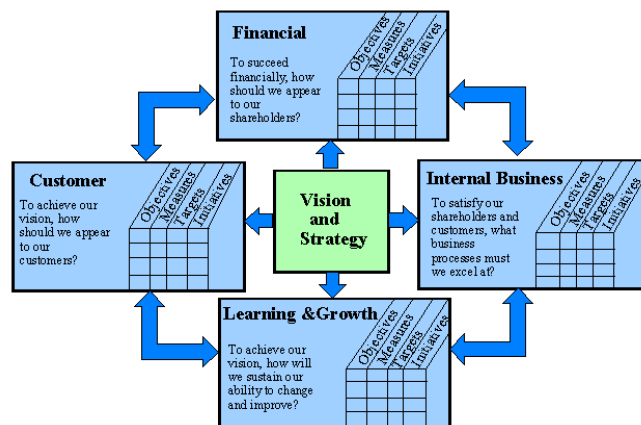 Financial
To succeed
financially, how
should we appear
to our
shareholders?
Objectives
Measures
Targets
Initiatives
Customer
To achieve our
vision, how
should we appear
to our
customers?
Objectives
Measures
Targets
Initiatives
Vision
and
Strategy
Internal Business
To satisfy our
shareholders and
customers, what
business
processes must
we excel at?
Objectives
Measures
Targets
Initiatives
Learning &Growth
To achieve our
vision, how will
we sustain our
ability to change
and improve?
Objectives
Measures
Targets
Initiatives